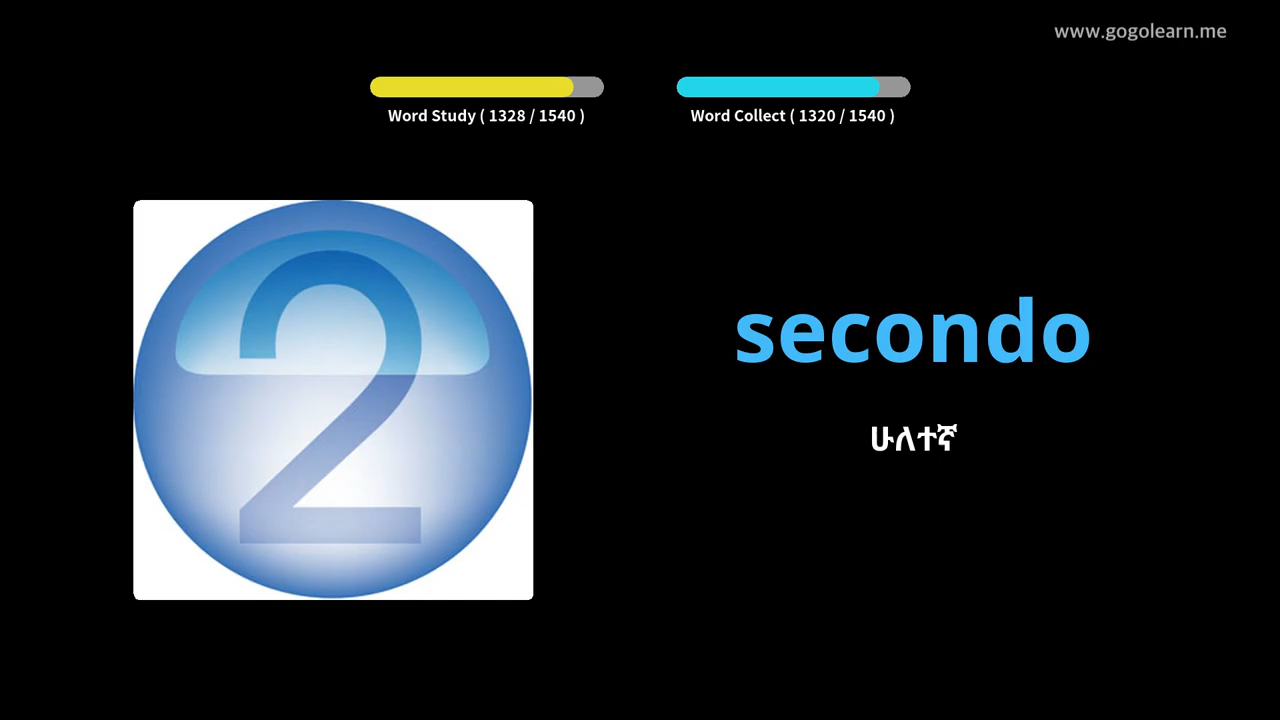 www.gogolearn.me
Word Study ( 1328 / 1540 )
Word Collect ( 1320 / 1540 )
2
secondo
ሁለተኛ